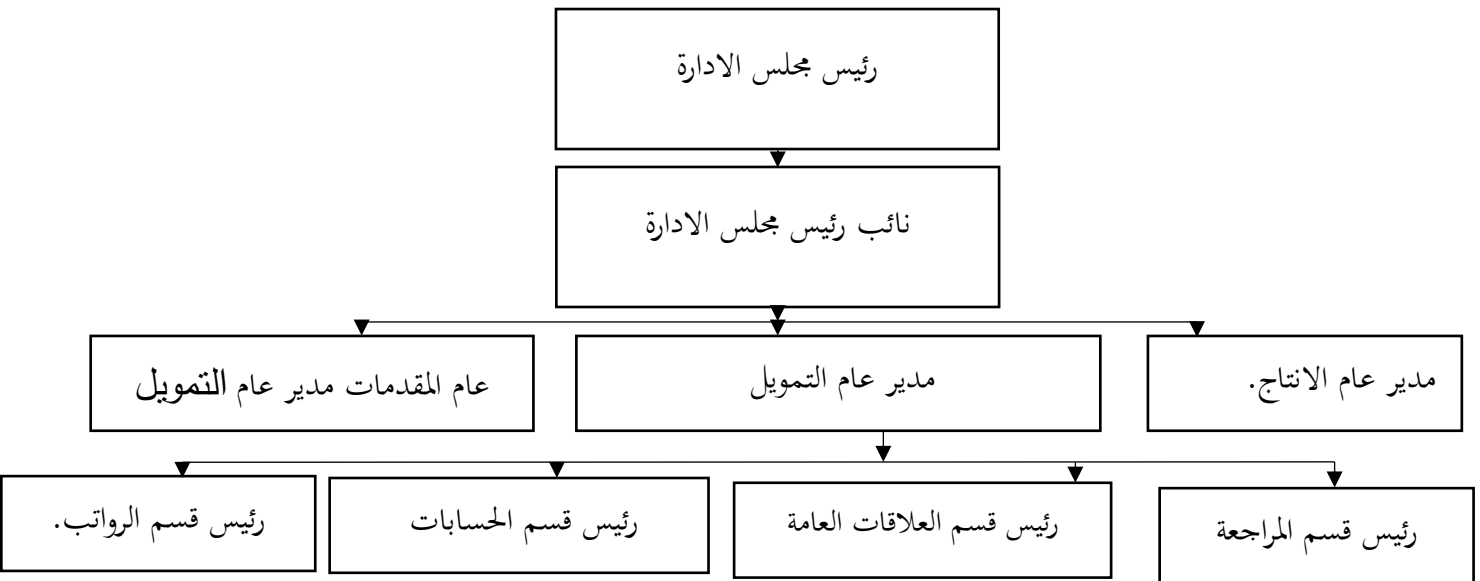 رئيس مجلس الادارة
نائب رئيس مجلس الادارة
مدير عام الانتاج.
مدير عام التمويل
عام المقدمات مدير عام التمويل
رئيس قسم المراجعة
رئيس قسم العلاقات العامة
رئيس قسم الحسابات
رئيس قسم الرواتب.